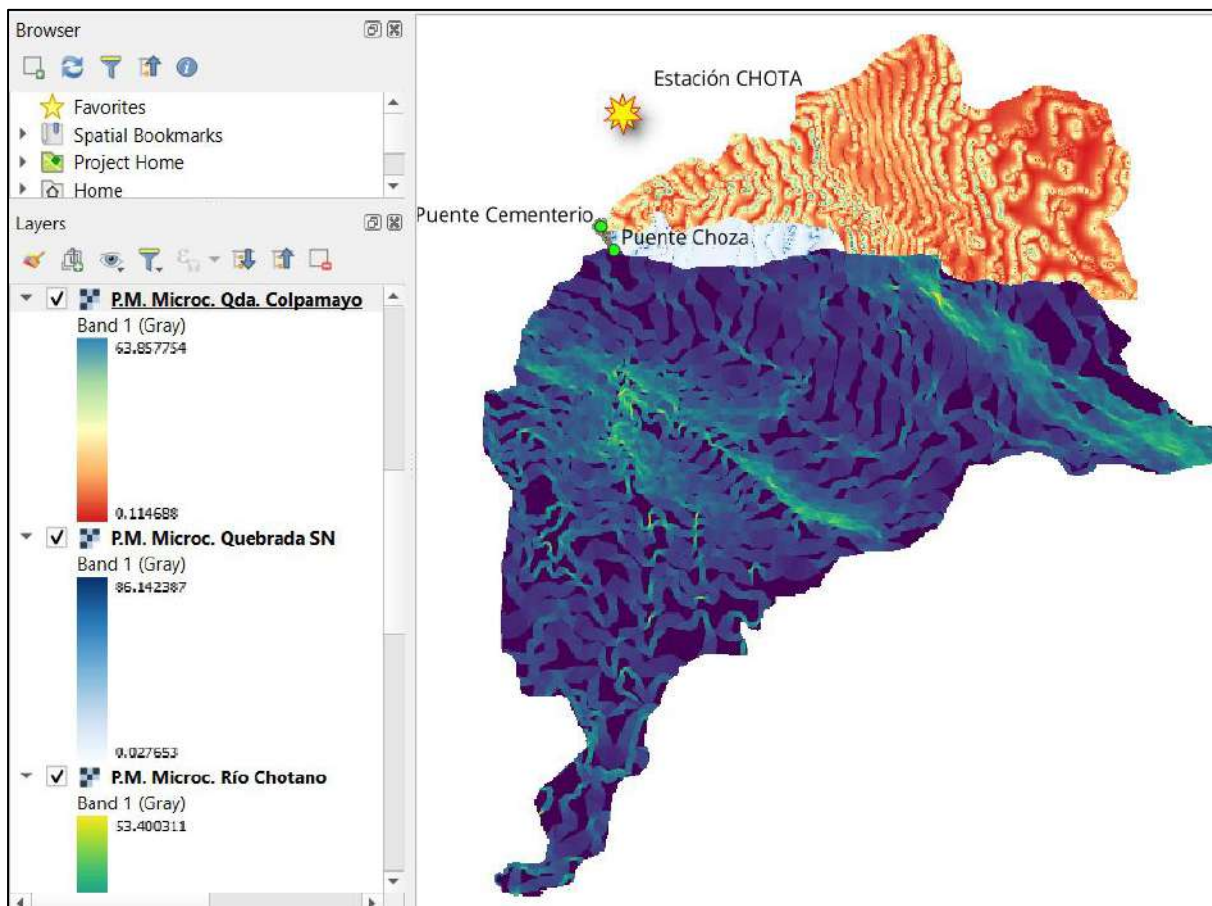 Browser
Favorites
Spatial Bookmarks
Project Home
Home
Layers
P.M. Microc. Qda. Colpamayo
Band 1 (Gray)
63.857754
0.114688
P.M. Microc. Quebrada SN
Band 1 (Gray)
86.142387
0.027653
P.M. Microc. Río Chotano
Band 1 (Gray)
53.400311
Estación CHOTA
Puente Cementerio
Puente Choza